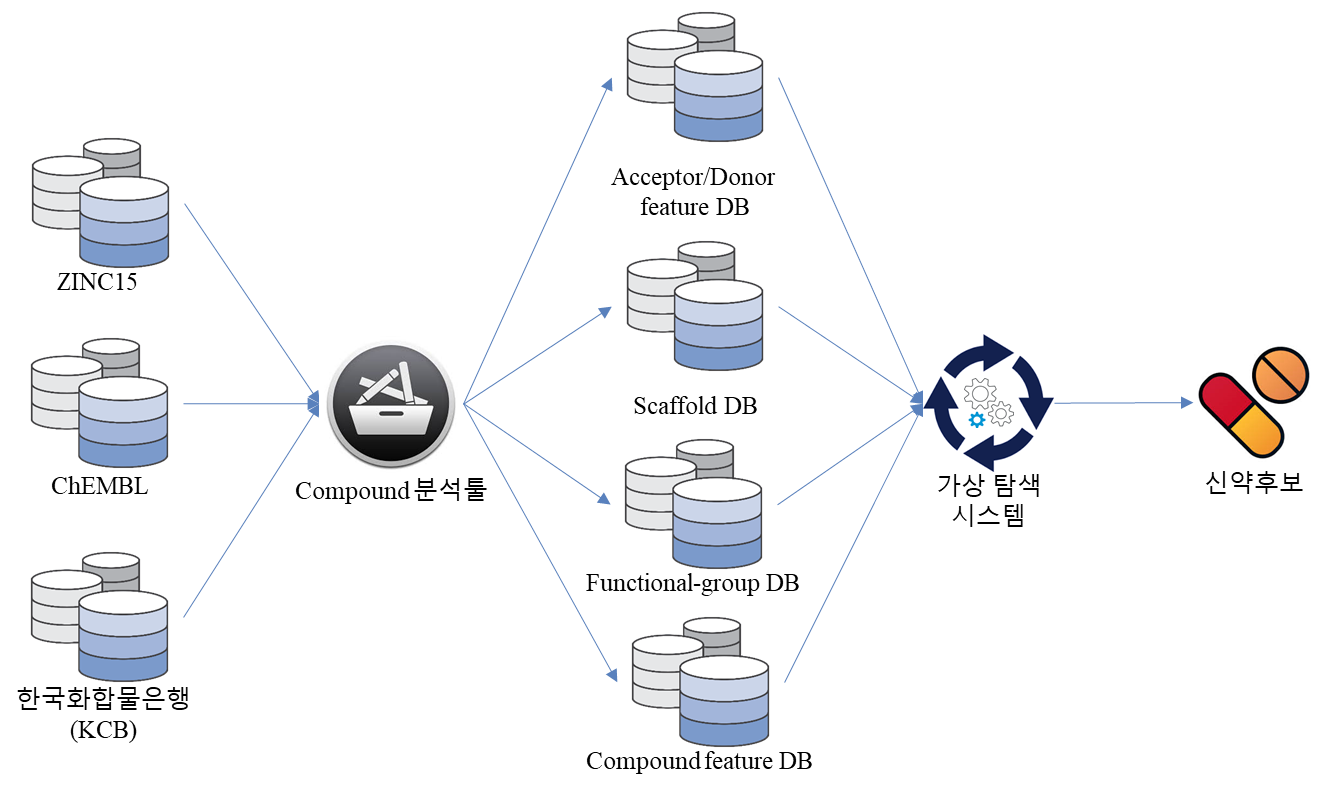 ZINC15
ChEMBL
한국화합물은행
(KCB)
Compound 분석툴
Acceptor/Donor
feature DB
Scaffold DB
Functional-group DB
Compound feature DB
가상 탐색
시스템
신약후보